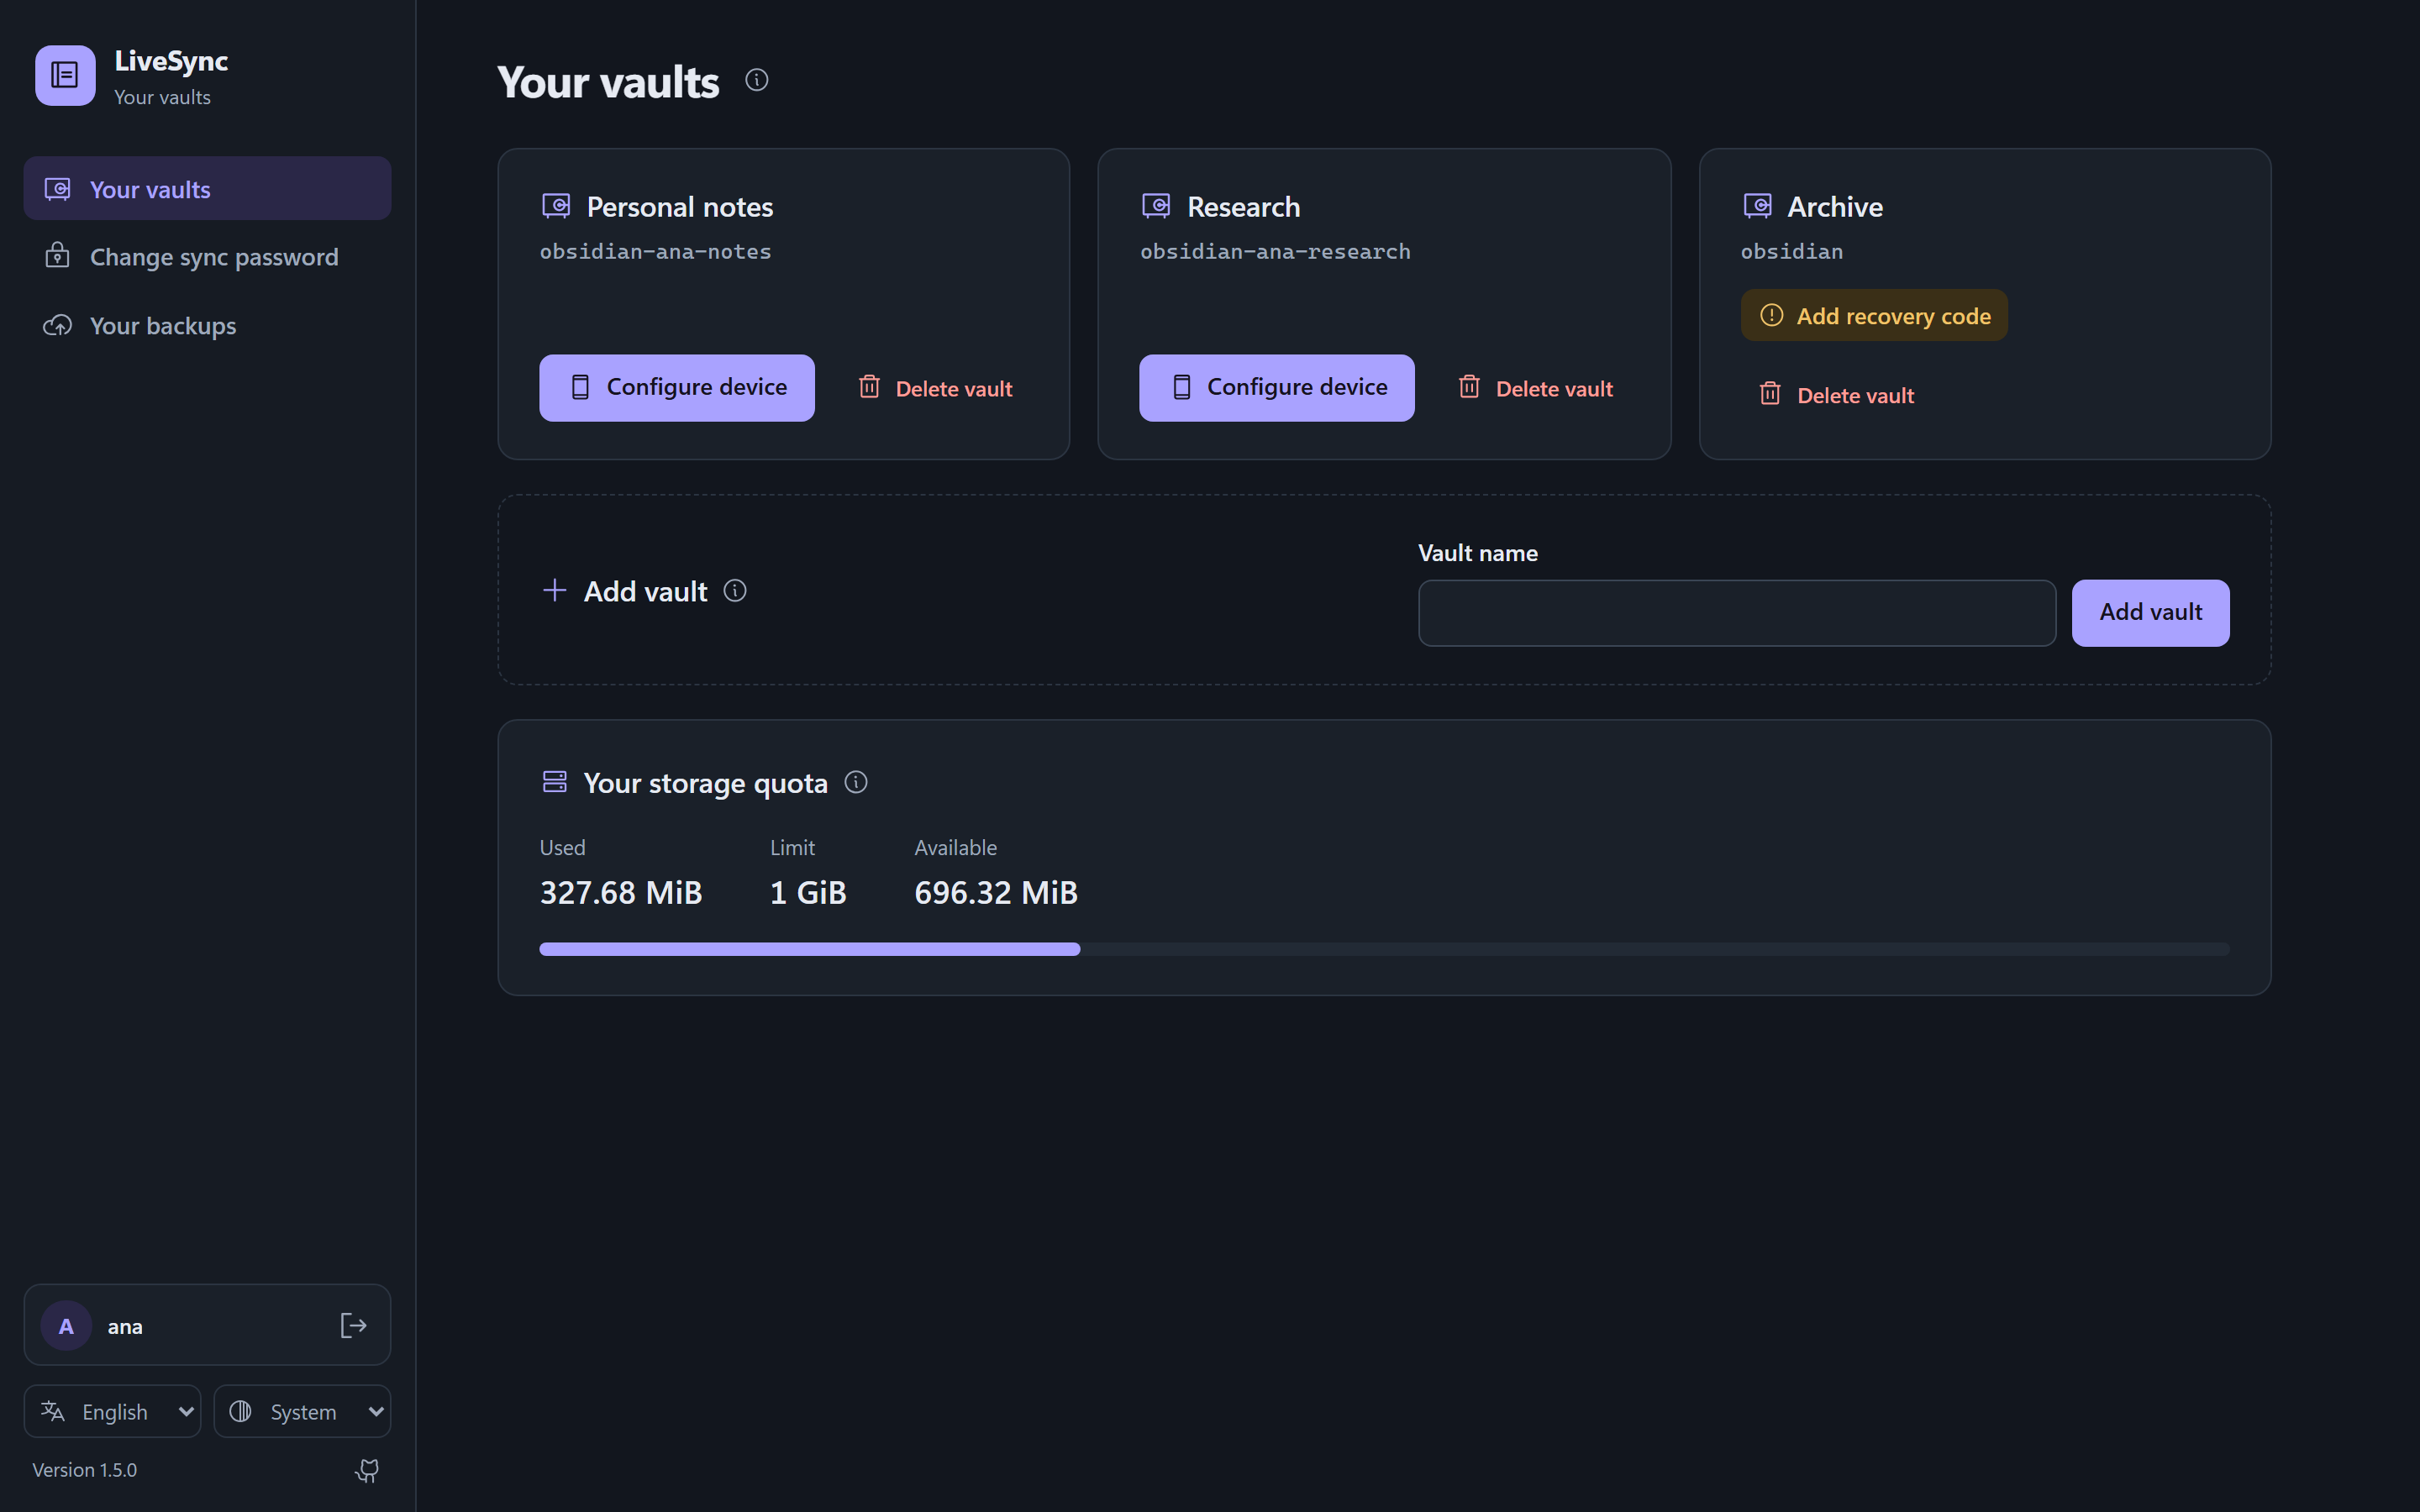 LiveSync
Your vaults
Your vaults
Change sync password
Your backups
A
ana
English
System
Version 1.5.0
Your vaults
Personal notes
obsidian-ana-notes
Configure device
Delete vault
Research
obsidian-ana-research
Configure device
Delete vault
Archive
obsidian
Add recovery code
Delete vault
Add vault
Vault name
Add vault
Your storage quota
Used
327.68 MiB
Limit
1 GiB
Available
696.32 MiB